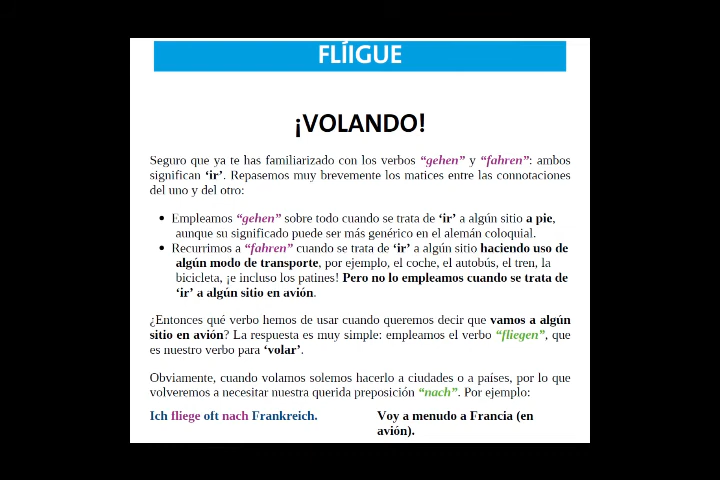 FLÍIGUE
¡VOLANDO!
Seguro que ya te has familiarizado con los verbos “gehen” y “fahren”: ambos
significan ‘ir’. Repasemos muy brevemente los matices entre las connotaciones
del uno y del otro:
• Empleamos “gehen” sobre todo cuando se trata de ‘ir’ a algún sitio a pie,
aunque su significado puede ser más genérico en el alemán coloquial.
• Recurrimos a “fahren” cuando se trata de ‘ir’ a algún sitio haciendo uso de
algún modo de transporte, por ejemplo, el coche, el autobús, el tren, la
bicicleta, ¡e incluso los patines! Pero no lo empleamos cuando se trata de
‘ir’ a algún sitio en avión.
¿Entonces qué verbo hemos de usar cuando queremos decir que vamos a algún
sitio en avión? La respuesta es muy simple: empleamos el verbo “fliegen”, que
es nuestro verbo para ‘volar’.
Obviamente, cuando volamos solemos hacerlo a ciudades o a países, por lo que
volveremos a necesitar nuestra querida preposición “nach”. Por ejemplo:
Ich fliege oft nach Frankreich.
Voy a menudo a Francia (en
avión).